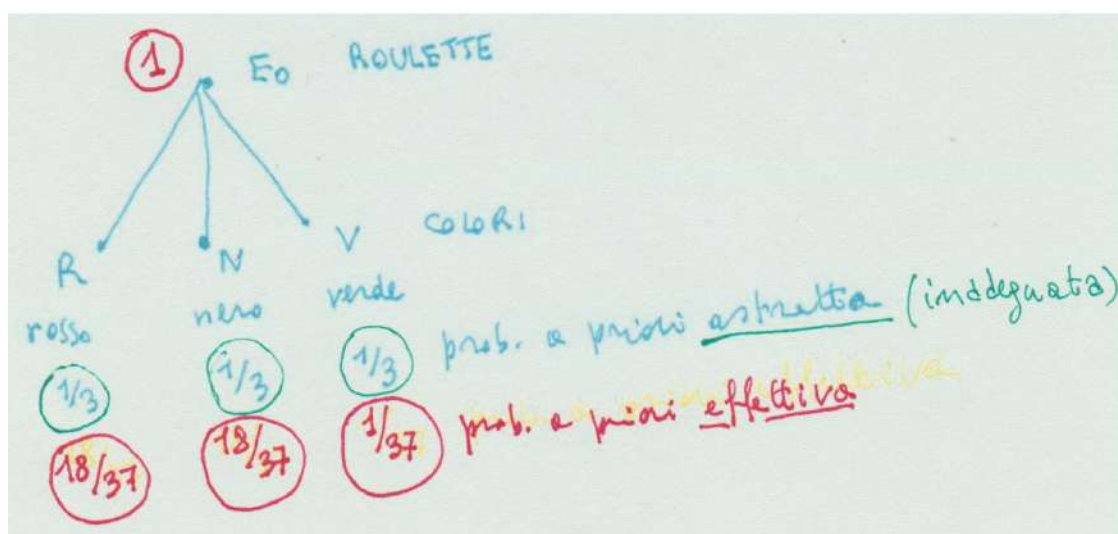 1 E0 ROULETTE
R N V COLORI
rosso nero verde
1/3 1/3 1/3 prob. a priori astratta (inadeguata)
18/37 18/37 1/37 prob. a priori effettiva